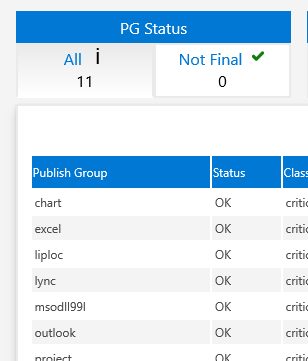 PG Status
All i Not Final
11 0
Publish Group Status Clas
chart OK critic
excel OK critic
liploc OK critic
lync OK critic
msodll99l OK critic
outlook OK critic
project OK critic